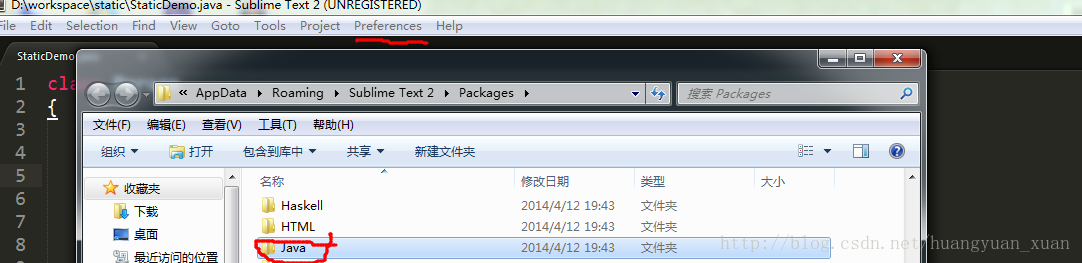 D:\workspace\static\StaticDemo.java - Sublime Text 2 (UNREGISTERED)
File Edit Selection Find View Goto Tools Project Preferences Help
StaticDemo
1 cla
2 {
3
4
5
6
7
8
« AppData Roaming Sublime Text 2 Packages 搜索 Packages
文件(F) 编辑(E) 查看(V) 工具(T) 帮助(H)
组织 打开 包含到库中 共享 新建文件夹
收藏夹
下载
桌面
最近访问的位置
名称 修改日期 类型 大小
Haskell 2014/4/12 19:43 文件夹
HTML 2014/4/12 19:43 文件夹
Java 2014/4/12 19:43 文件夹
http://blog.csdn.net/huangyuan_xuan